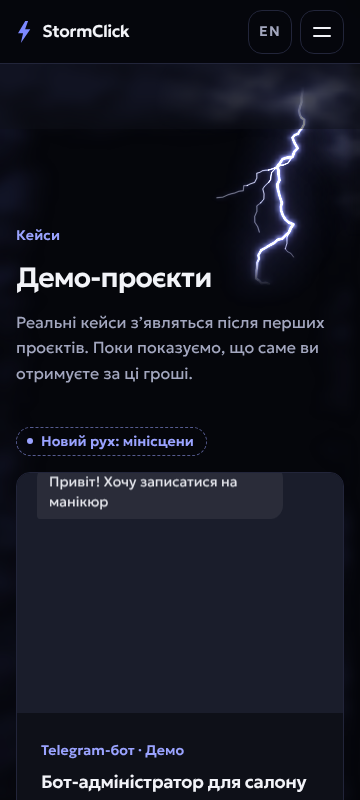 StormClick
EN
Кейси
Демо-проєкти
Реальні кейси з’являться після перших
проєктів. Поки показуємо, що саме ви
отримуєте за ці гроші.
Новий рух: мінісцени
Привіт! Хочу записатися на
манікюр
Telegram-бот · Демо
Бот-адміністратор для салону